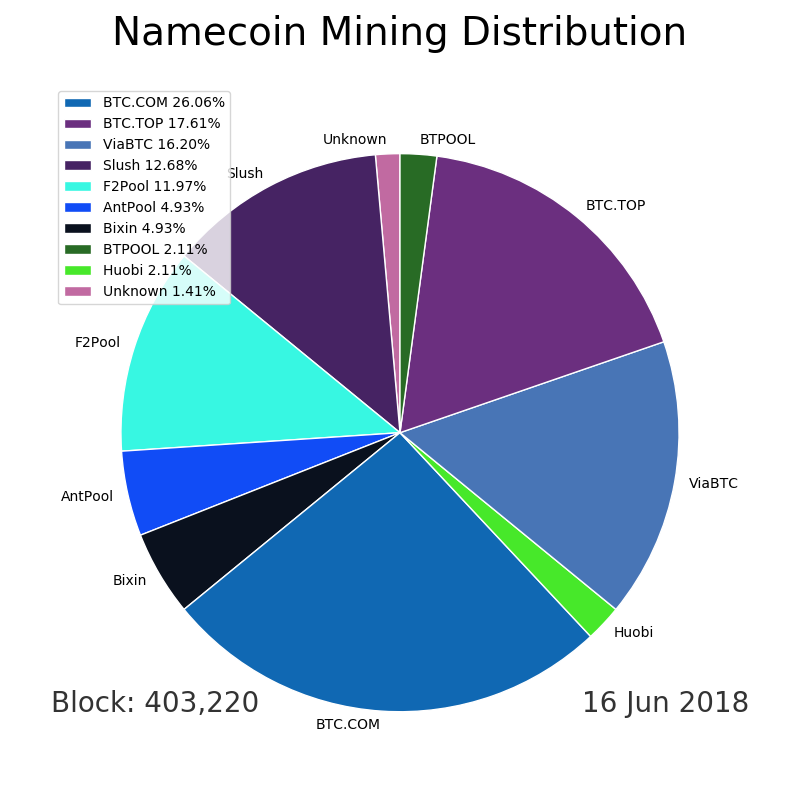 Namecoin Mining Distribution
BTC.COM 26.06%
BTC.TOP 17.61%
ViaBTC 16.20%
Slush 12.68%
F2Pool 11.97%
AntPool 4.93%
Bixin 4.93%
BTPOOL 2.11%
Huobi 2.11%
Unknown 1.41%
Unknown
BTPOOL
Slush
BTC.TOP
F2Pool
ViaBTC
AntPool
Bixin
Huobi
Block: 403,220
16 Jun 2018
BTC.COM